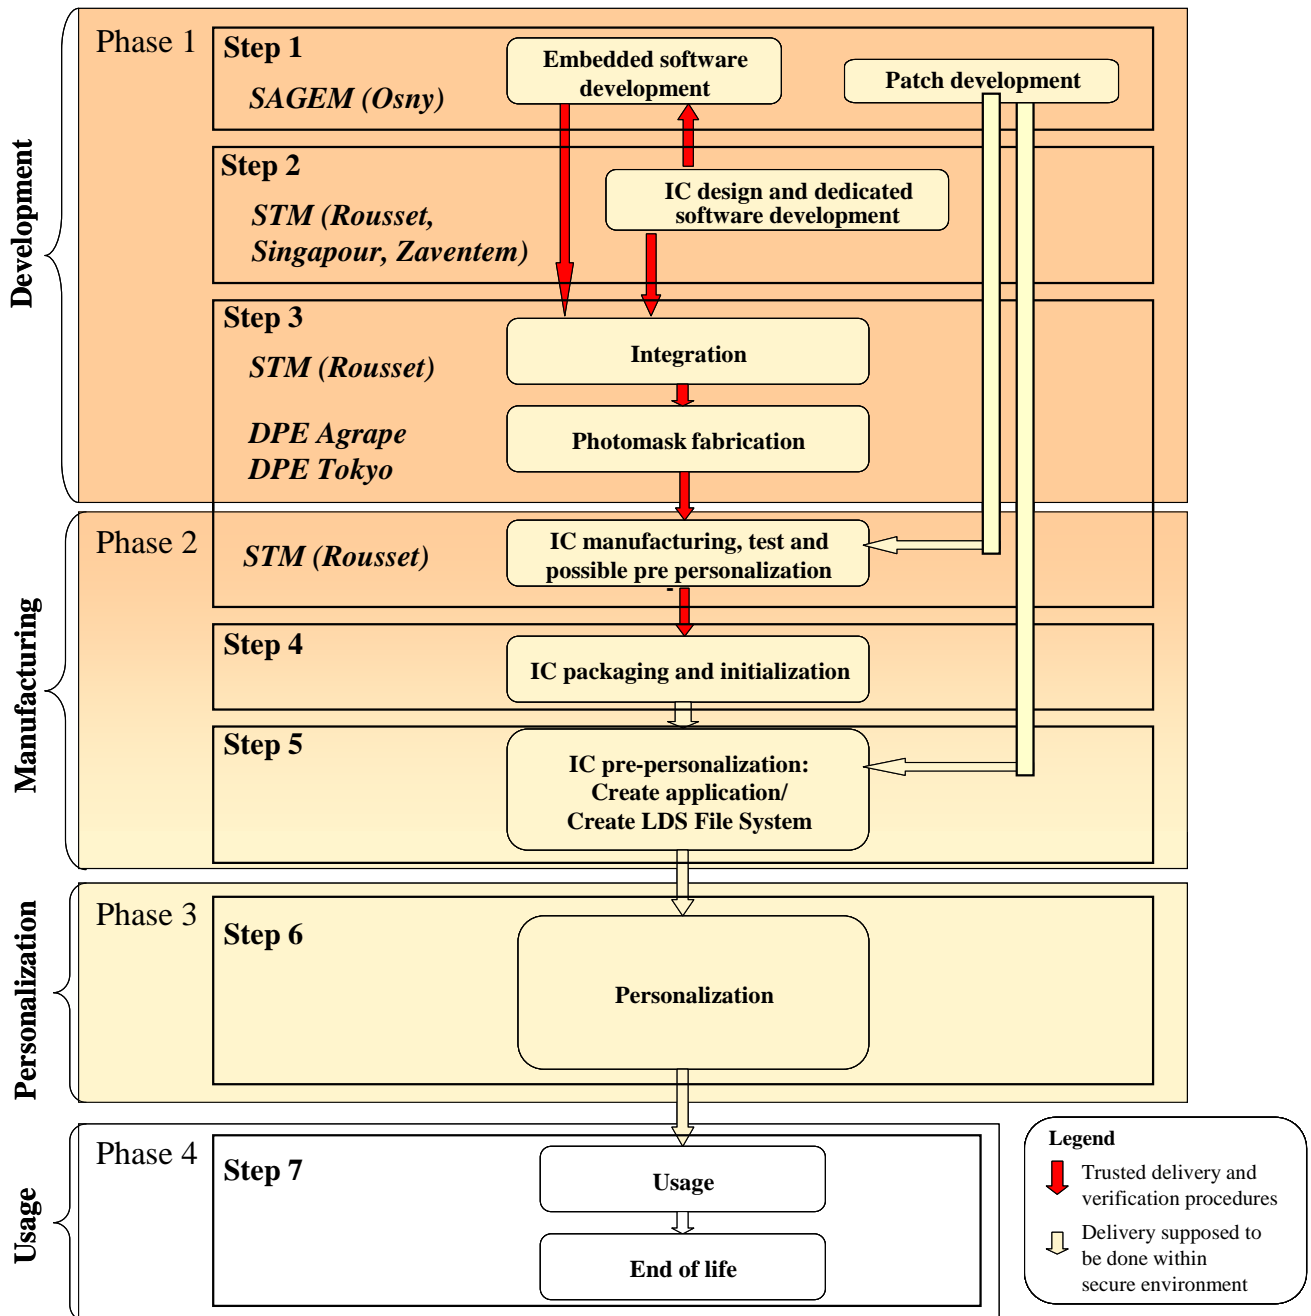 Development
Phase 1
Step 1
SAGEM (Osny)
Embedded software
development
Patch development
Step 2
STM (Rousset,
Singapour, Zaventem)
IC design and dedicated
software development
Step 3
STM (Rousset)
Integration
DPE Agrape
DPE Tokyo
Photomask fabrication
Manufacturing
Phase 2
STM (Rousset)
IC manufacturing, test and
possible pre personalization
-
Step 4
IC packaging and initialization
Step 5
IC pre-personalization:
Create application/
Create LDS File System
Personalization
Phase 3
Step 6
Personalization
Usage
Phase 4
Step 7
Usage
End of life
Legend
Trusted delivery and
verification procedures
Delivery supposed to
be done within
secure environment